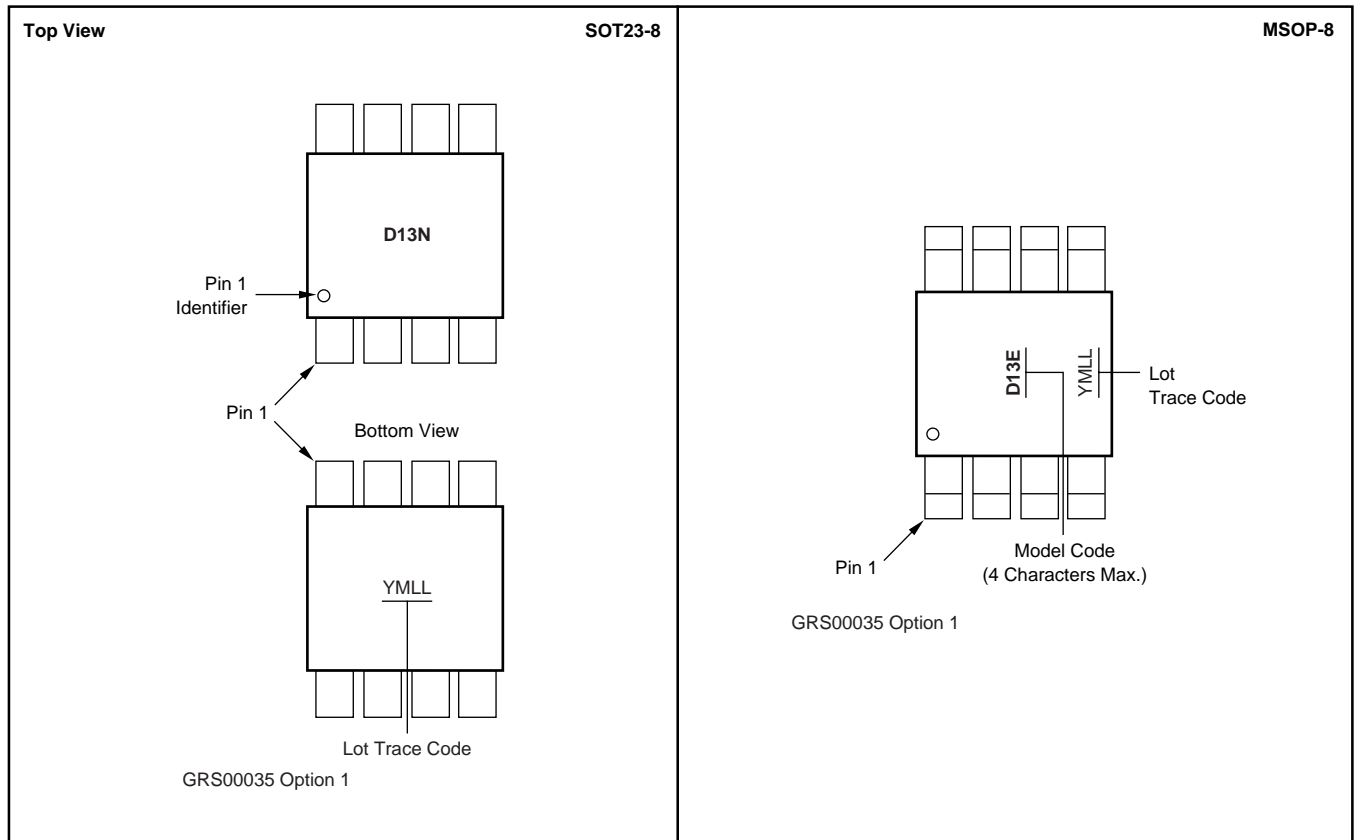 Top View
SOT23-8
D13N
Pin 1
Identifier
Pin 1
Bottom View
YMLL
Lot Trace Code
GRS00035 Option 1
MSOP-8
D13E
YMLL
Lot
Trace Code
Pin 1
Model Code
(4 Characters Max.)
GRS00035 Option 1